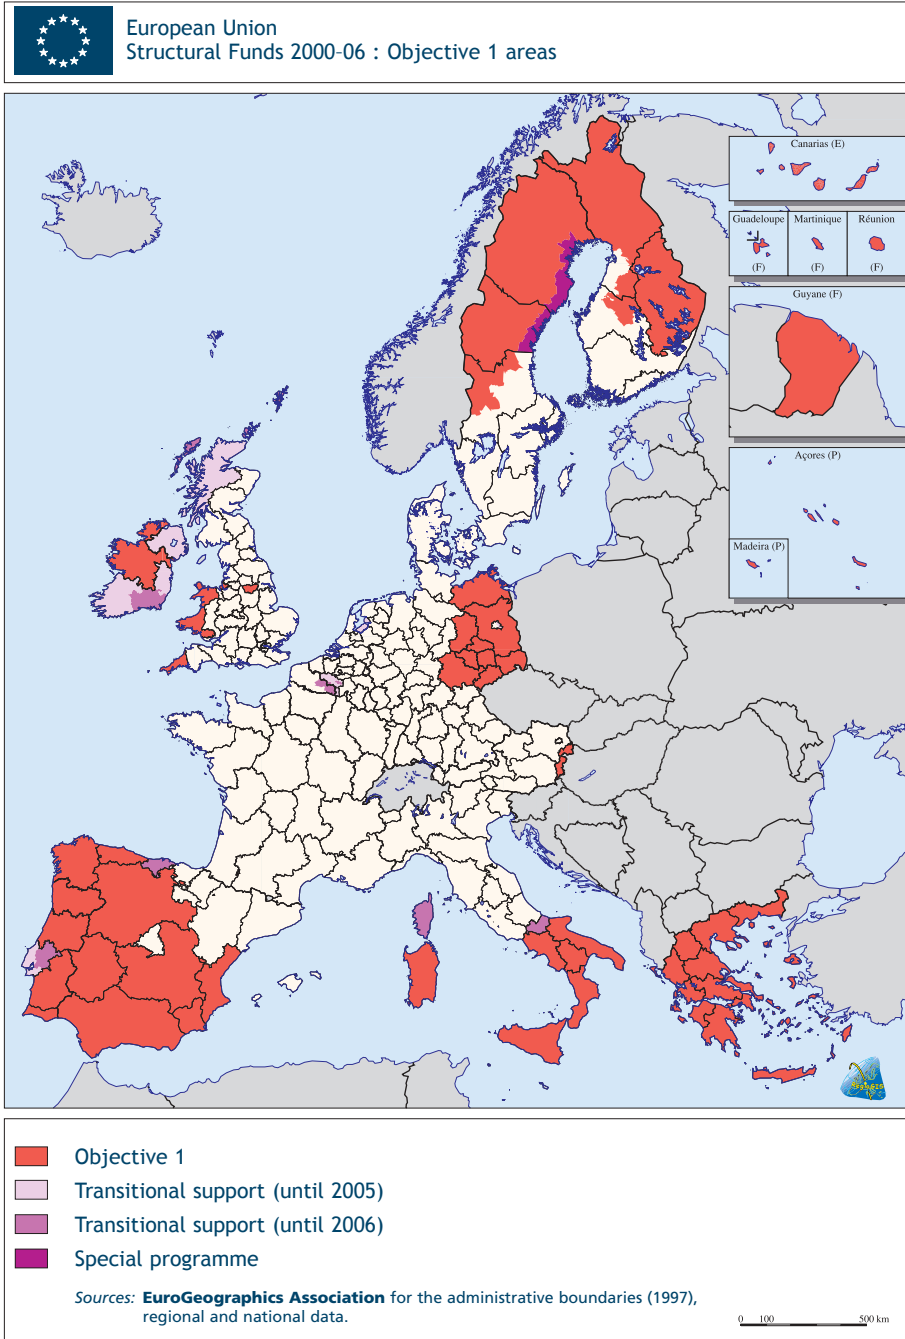 European Union
Structural Funds 2000-06 : Objective 1 areas
Canarias (E)
Guadeloupe
(F)
Martinique
(F)
Réunion
(F)
Guyane (F)
Açores (P)
Madeira (P)
Objective 1
Transitional support (until 2005)
Transitional support (until 2006)
Special programme
Sources: EuroGeographics Association for the administrative boundaries (1997),
regional and national data.
0 100 500 km